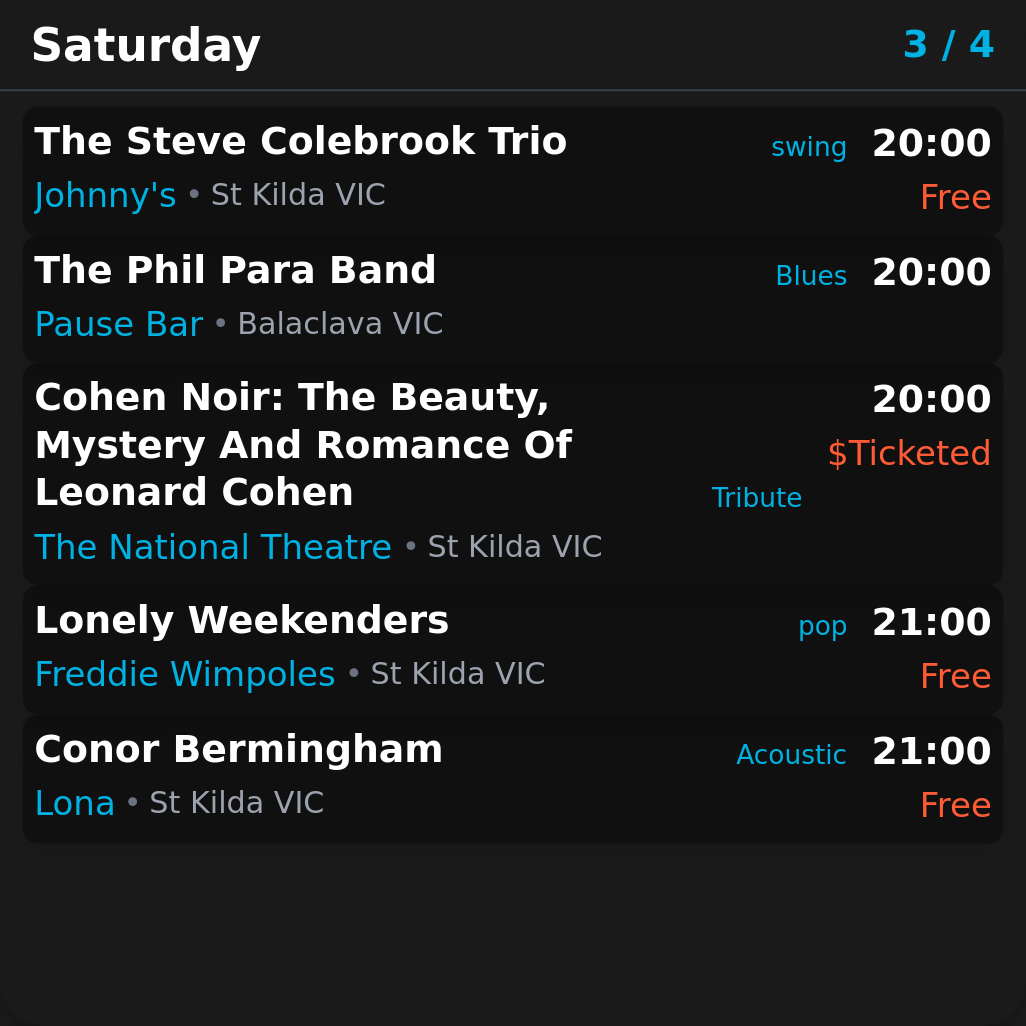 Saturday 3 / 4
The Steve Colebrook Trio swing 20:00
Johnny's • St Kilda VIC Free
The Phil Para Band Blues 20:00
Pause Bar • Balaclava VIC
Cohen Noir: The Beauty, 20:00
Mystery And Romance Of $Ticketed
Leonard Cohen Tribute
The National Theatre • St Kilda VIC
Lonely Weekenders pop 21:00
Freddie Wimpoles • St Kilda VIC Free
Conor Bermingham Acoustic 21:00
Lona • St Kilda VIC Free